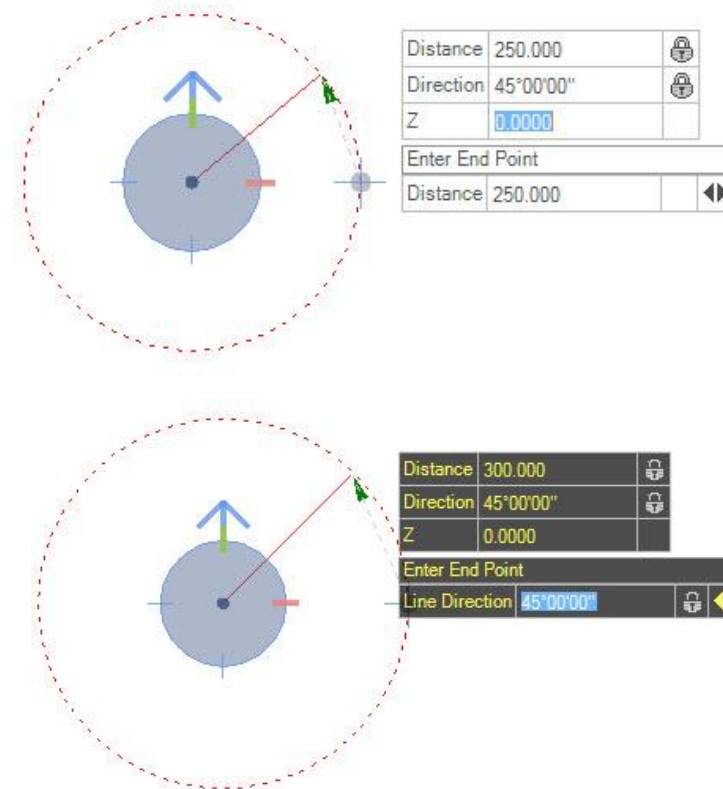 Distance 250.000
Direction 45°00'00"
Z 0.0000
Enter End Point
Distance 250.000
Distance 300.000
Direction 45°00'00"
Z 0.0000
Enter End Point
Line Direction 45°00'00"